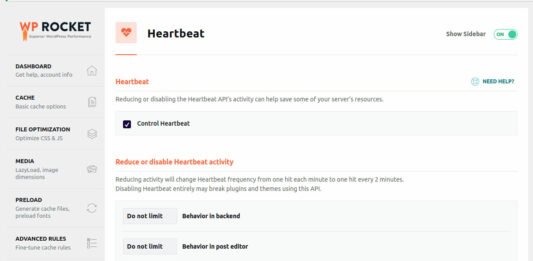 WP ROCKET
Superior WordPress Performance
DASHBOARD
Get help, account info
CACHE
Basic cache options
FILE OPTIMIZATION
Optimize CSS & JS
MEDIA
LazyLoad, image
dimensions
PRELOAD
Generate cache files,
preload fonts
ADVANCED RULES
Fine-tune cache rules
Heartbeat
Show Sidebar
ON
Heartbeat
NEED HELP?
Reducing or disabling the Heartbeat API's activity can help save some of your server's resources.
Control Heartbeat
Reduce or disable Heartbeat activity
Reducing activity will change Heartbeat frequency from one hit each minute to one hit every 2 minutes.
Disabling Heartbeat entirely may break plugins and themes using this API.
Do not limit Behavior in backend
Do not limit Behavior in post editor